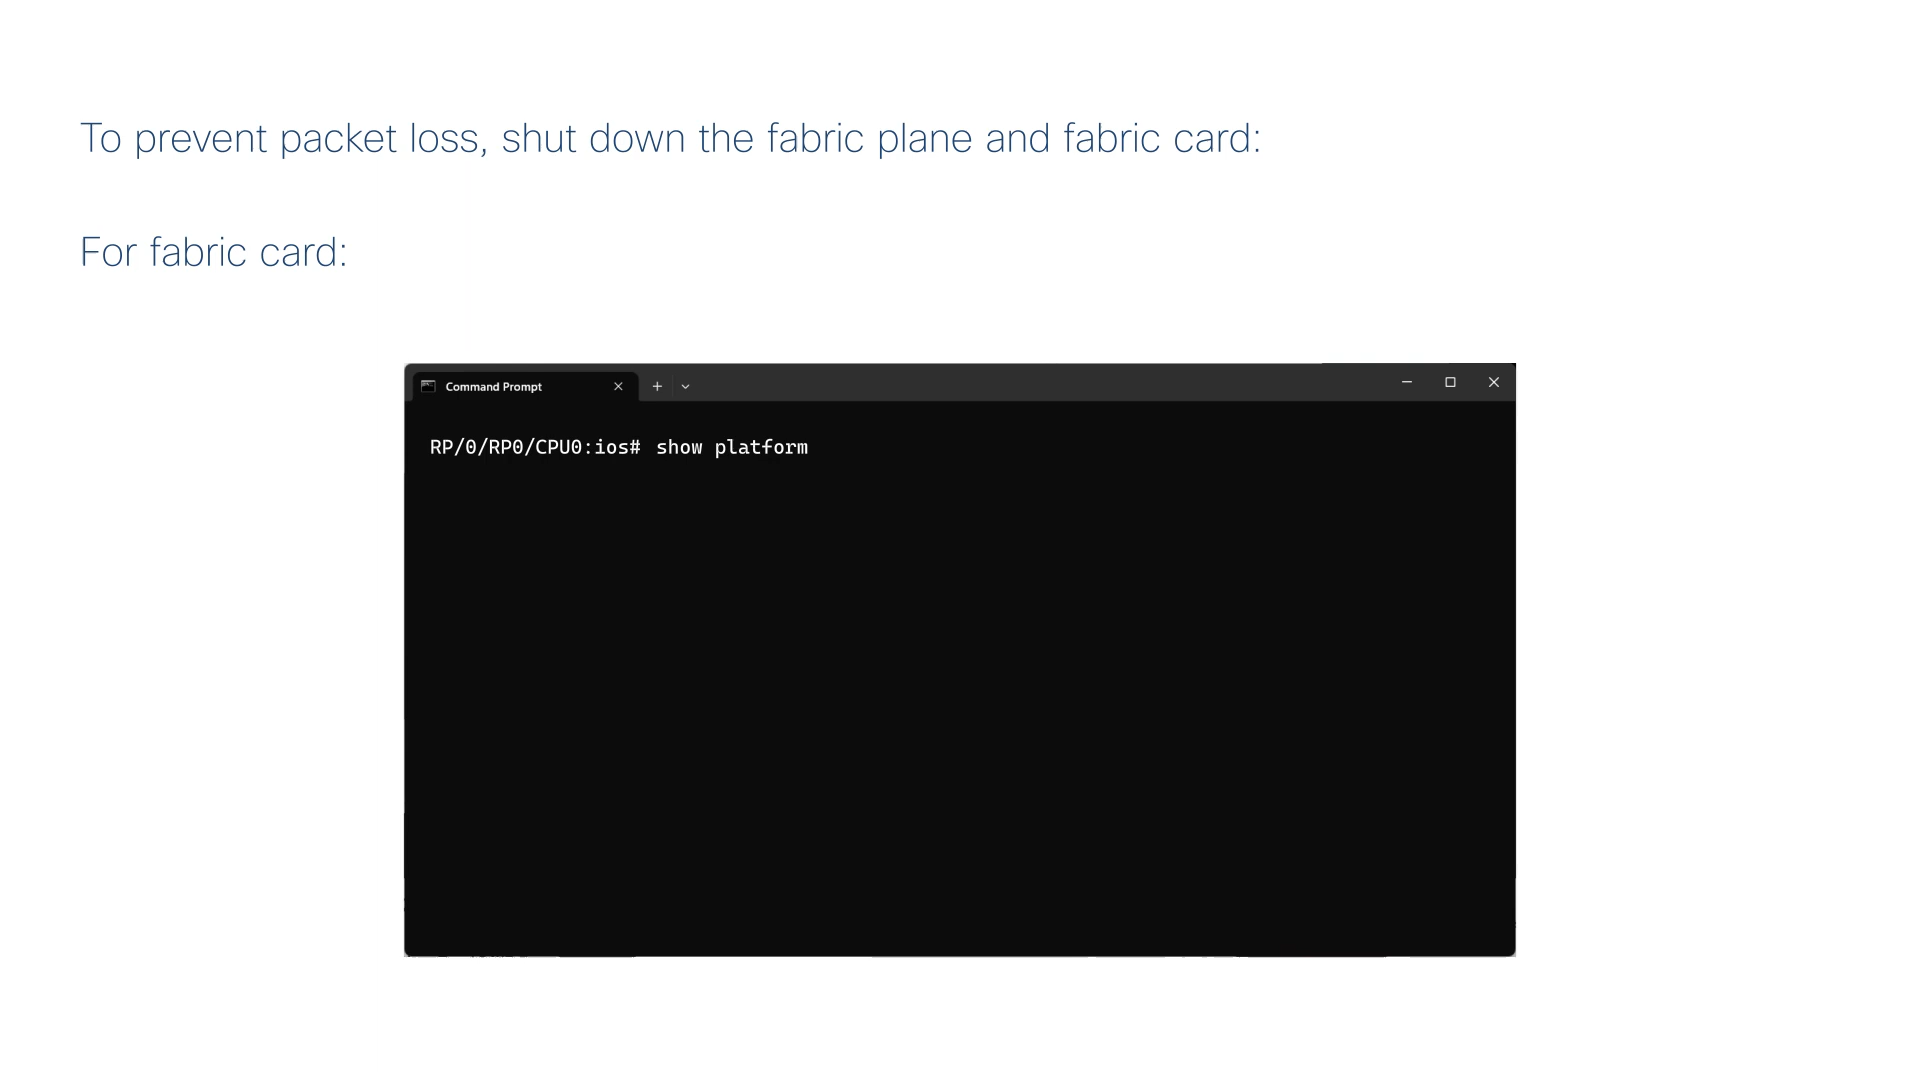 To prevent packet loss, shut down the fabric plane and fabric card:
For fabric card:
Command Prompt
RP/0/RP0/CPU0:ios# show platform